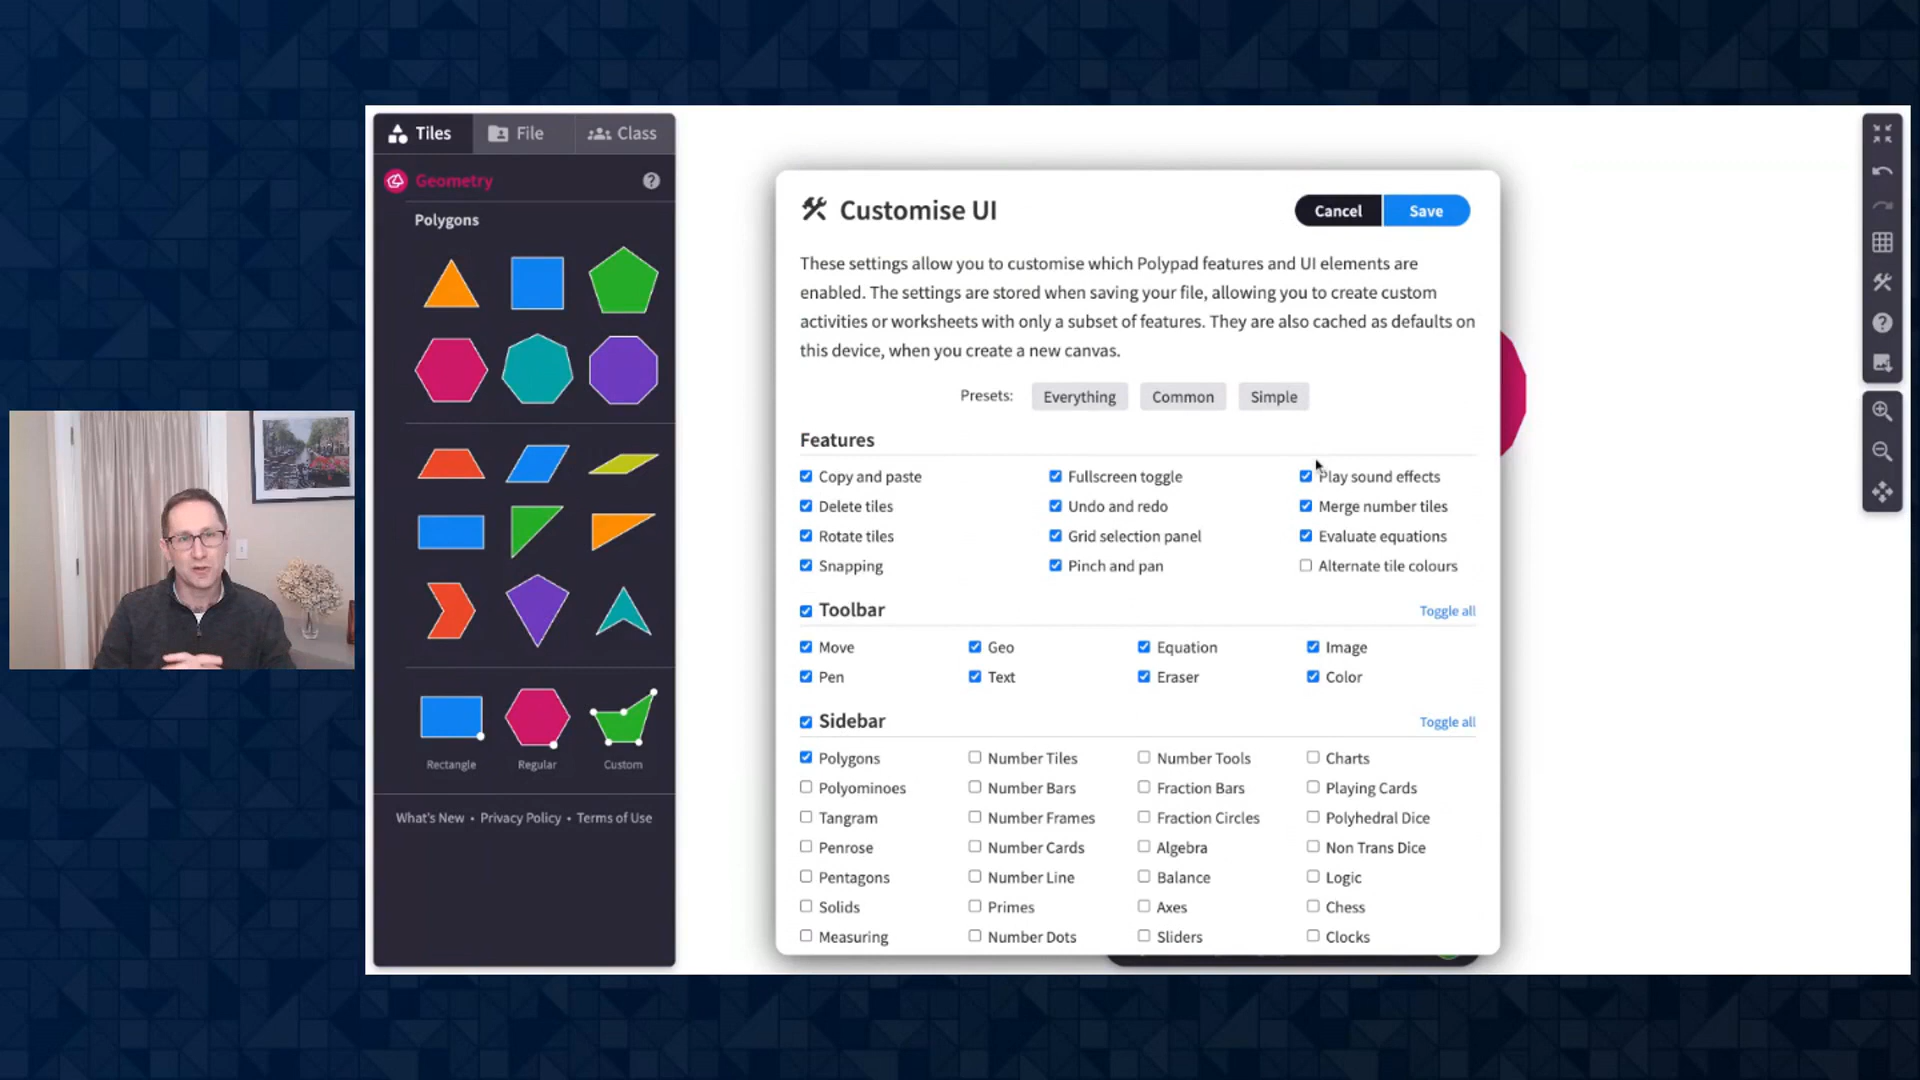 Tiles
File
Class
Geometry
Polygons
Rectangle
Regular
Custom
What's New • Privacy Policy • Terms of Use
Customise UI
Cancel
Save
These settings allow you to customise which Polypad features and UI elements are
enabled. The settings are stored when saving your file, allowing you to create custom
activities or worksheets with only a subset of features. They are also cached as defaults on
this device, when you create a new canvas.
Presets: Everything Common Simple
Features
Copy and paste Fullscreen toggle Play sound effects
Delete tiles Undo and redo Merge number tiles
Rotate tiles Grid selection panel Evaluate equations
Snapping Pinch and pan Alternate tile colours
Toolbar Toggle all
Move Geo Equation Image
Pen Text Eraser Color
Sidebar Toggle all
Polygons Number Tiles Number Tools Charts
Polyominoes Number Bars Fraction Bars Playing Cards
Tangram Number Frames Fraction Circles Polyhedral Dice
Penrose Number Cards Algebra Non Trans Dice
Pentagons Number Line Balance Logic
Solids Primes Axes Chess
Measuring Number Dots Sliders Clocks